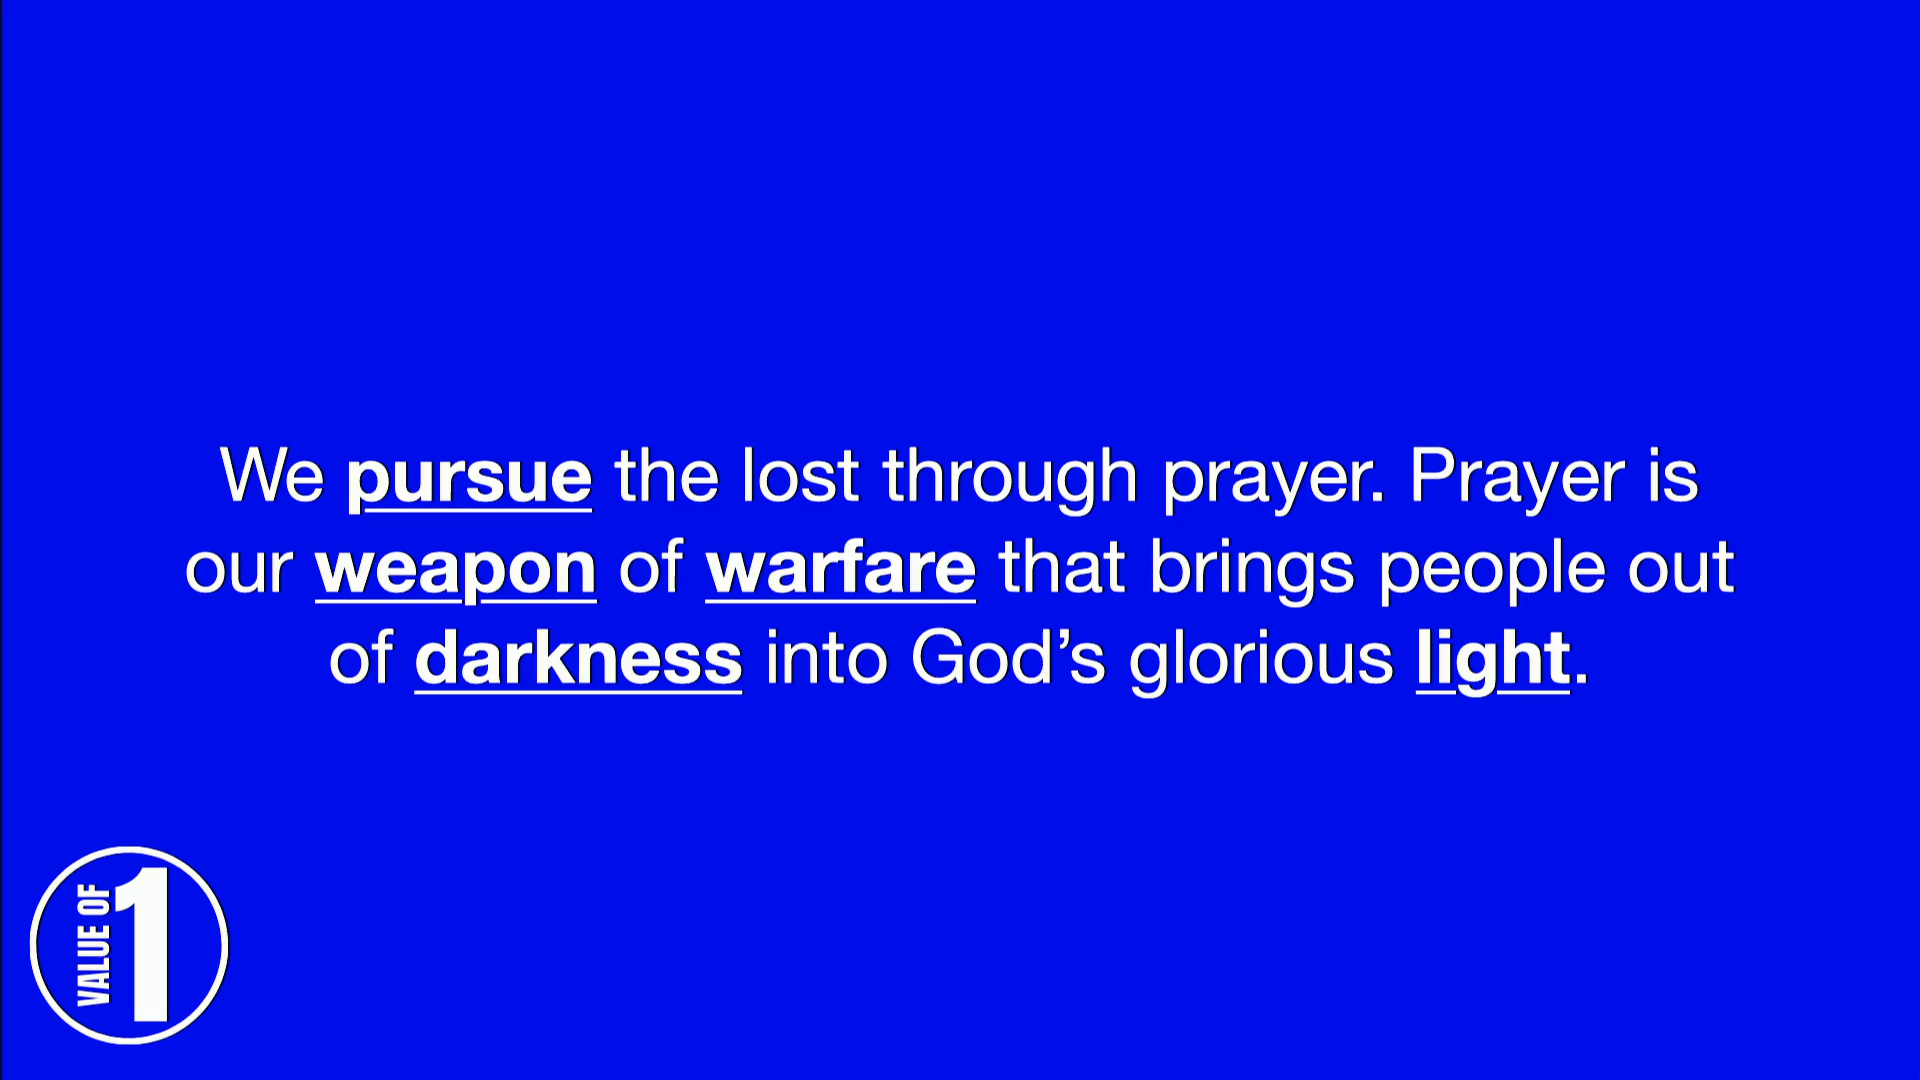 We pursue the lost through prayer. Prayer is
our weapon of warfare that brings people out
of darkness into God’s glorious light.
VALUE OF 1